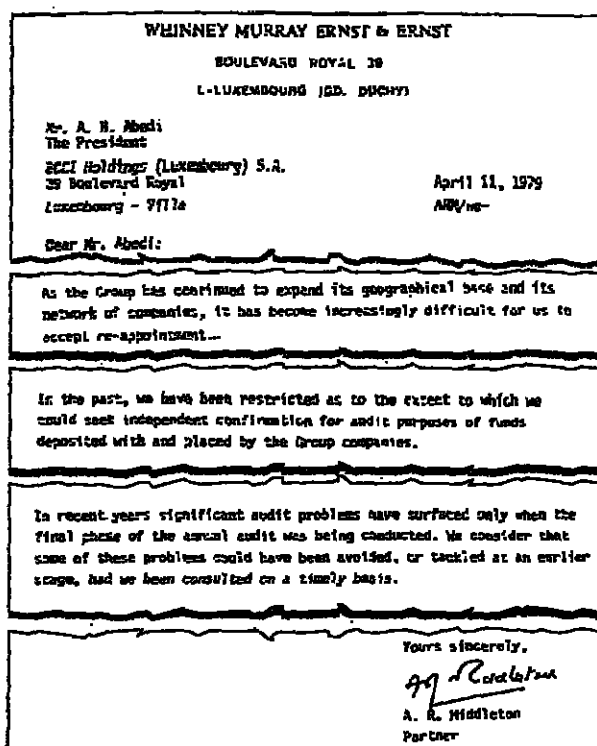 WHINNEY MURRAY ERNST & ERNST
BOULEVARD ROYAL 39
L-LUXEMBOURG (GD. DUCHY)
Mr. A. H. Abedi
The President
BCCI Holdings (Luxembourg) S.A.
39 Boulevard Royal
April 11, 1979
Luxembourg - Ville
Dear Mr. Abedi:
As the Group has continued to expand its geographical base and its
network of companies, it has become increasingly difficult for us to
accept re-appointment...
In the past, we have been restricted as to the extent to which we
could seek independent confirmation for audit purposes of funds
deposited with and placed by the Group companies.
In recent years significant audit problems have surfaced only when the
final phase of the annual audit was being conducted. We consider that
some of these problems could have been avoided, or tackled at an earlier
stage, had we been consulted on a timely basis.
Yours sincerely,
A. R. Middleton
Partner